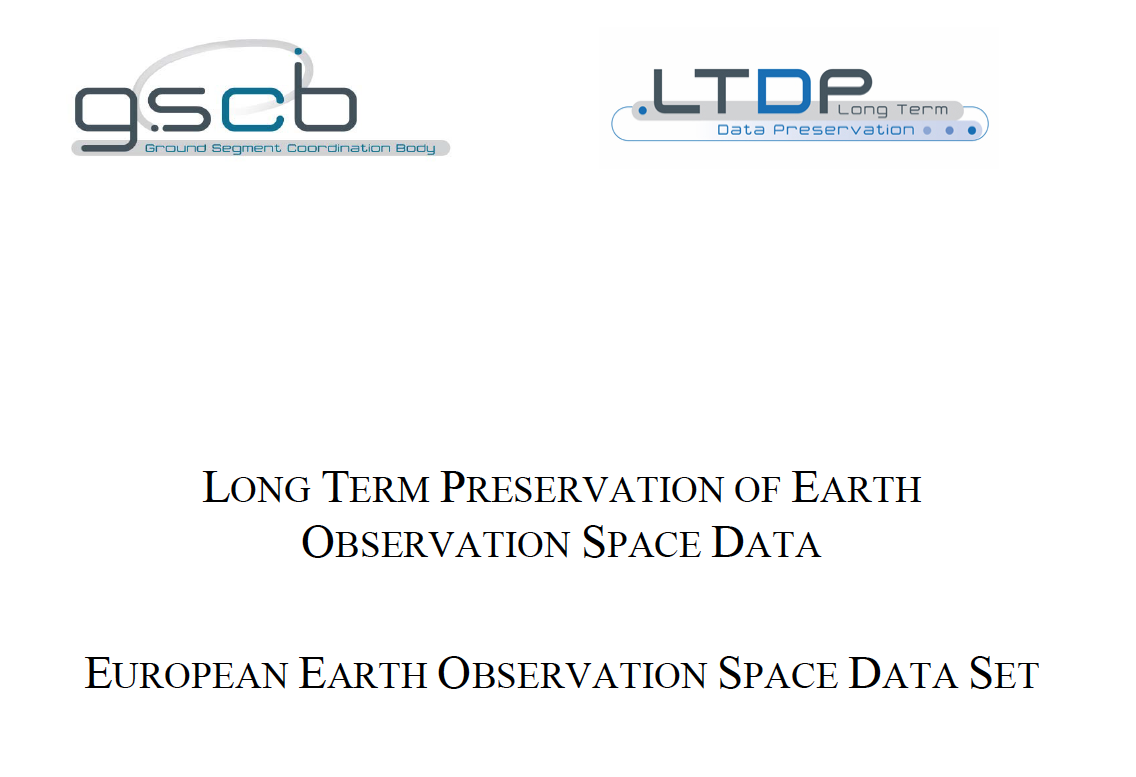 gscb
Ground Segment Coordination Body
LTDP
Long Term
Data Preservation
LONG TERM PRESERVATION OF EARTH
OBSERVATION SPACE DATA
EUROPEAN EARTH OBSERVATION SPACE DATA SET